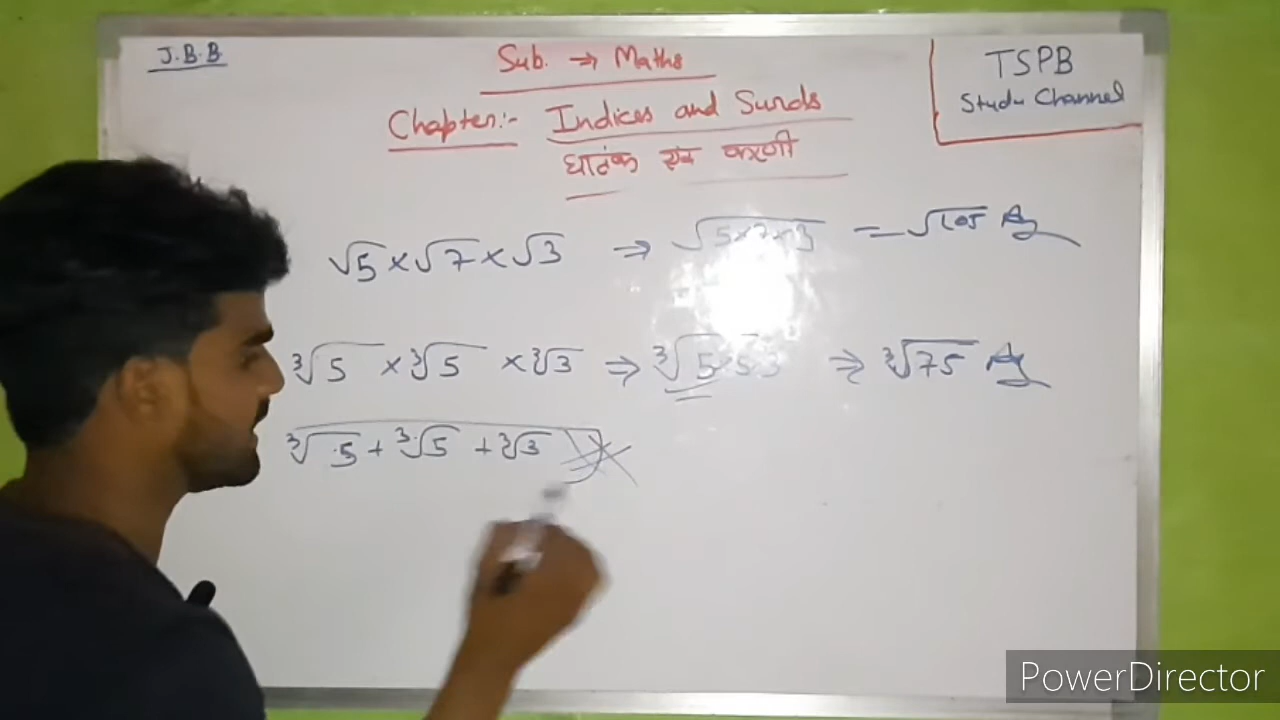 J.B.B
Sub. → Maths
TSPB
Study Channel
Chapter:- Indices and Surds
घातांक एवं करणी
√5 × √7 × √3 ⇒ √5×7×3 = √105 Ans
∛5 × ∛5 × ∛3 ⇒ ∛5×5×3 ⇒ ∛75 Ans
∛5 + ∛5 + ∛3
PowerDirector